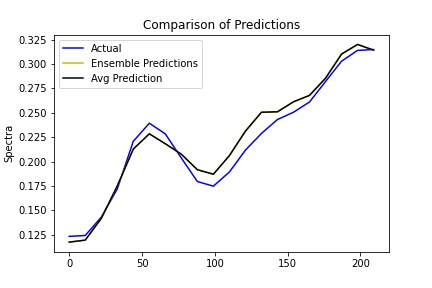 Comparison of Predictions
Actual
Ensemble Predictions
Avg Prediction
Spectra
0.325
0.300
0.275
0.250
0.225
0.200
0.175
0.150
0.125
0
50
100
150
200